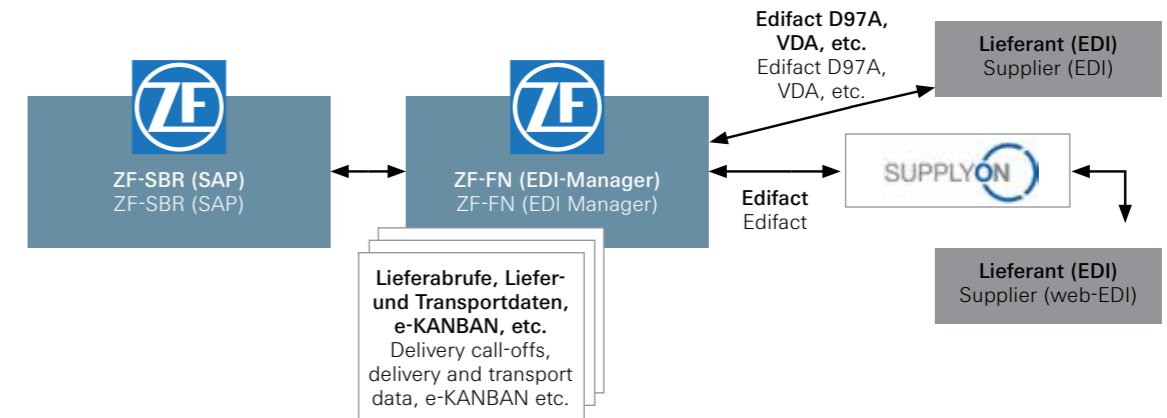 ZF
ZF-SBR (SAP)
ZF-SBR (SAP)
ZF
ZF-FN (EDI-Manager)
ZF-FN (EDI Manager)
Lieferabrufe, Liefer-
und Transportdaten,
e-KANBAN, etc.
Delivery call-offs,
delivery and transport
data, e-KANBAN etc.
Edifact D97A,
VDA, etc.
Edifact D97A,
VDA, etc.
Lieferant (EDI)
Supplier (EDI)
Edifact
Edifact
SUPPLYON
Lieferant (EDI)
Supplier (web-EDI)